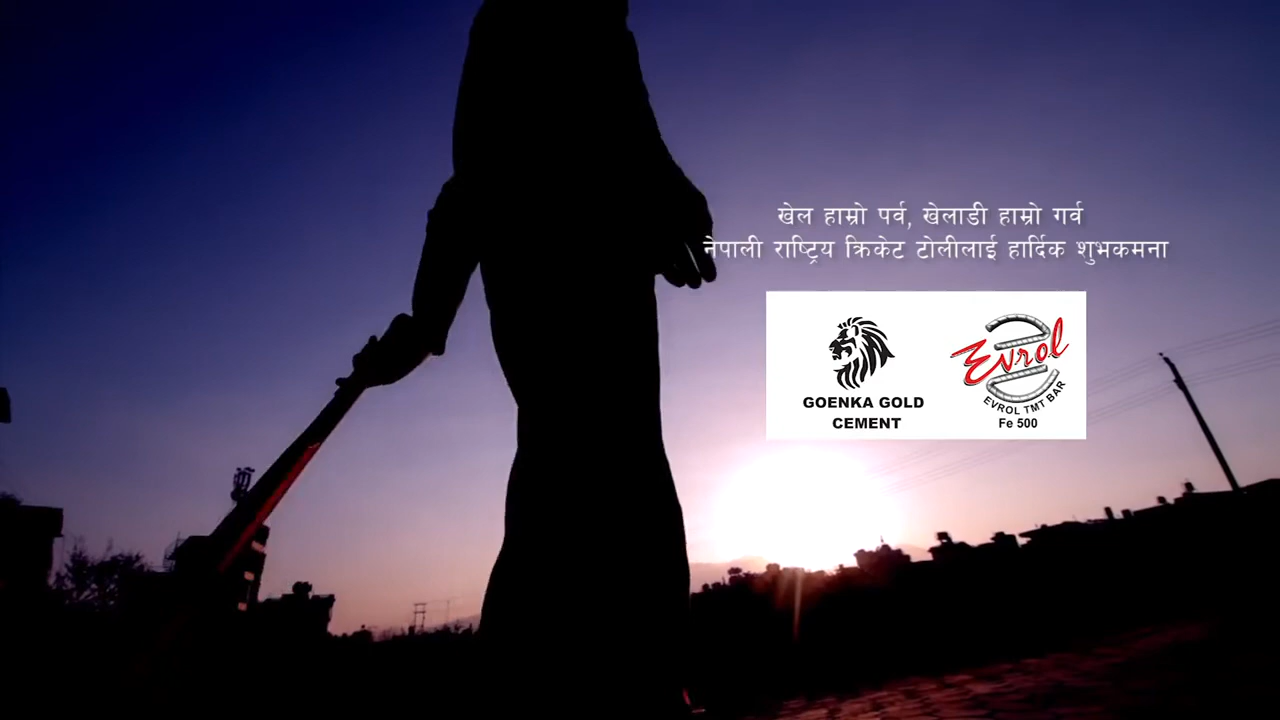 खेल हाम्रो पर्व, खेलाडी हाम्रो गर्व
नेपाली राष्ट्रिय क्रिकेट टोलीलाई हार्दिक शुभकमना
GOENKA GOLD
CEMENT
Evrol
EVROL TMT BAR
Fe 500